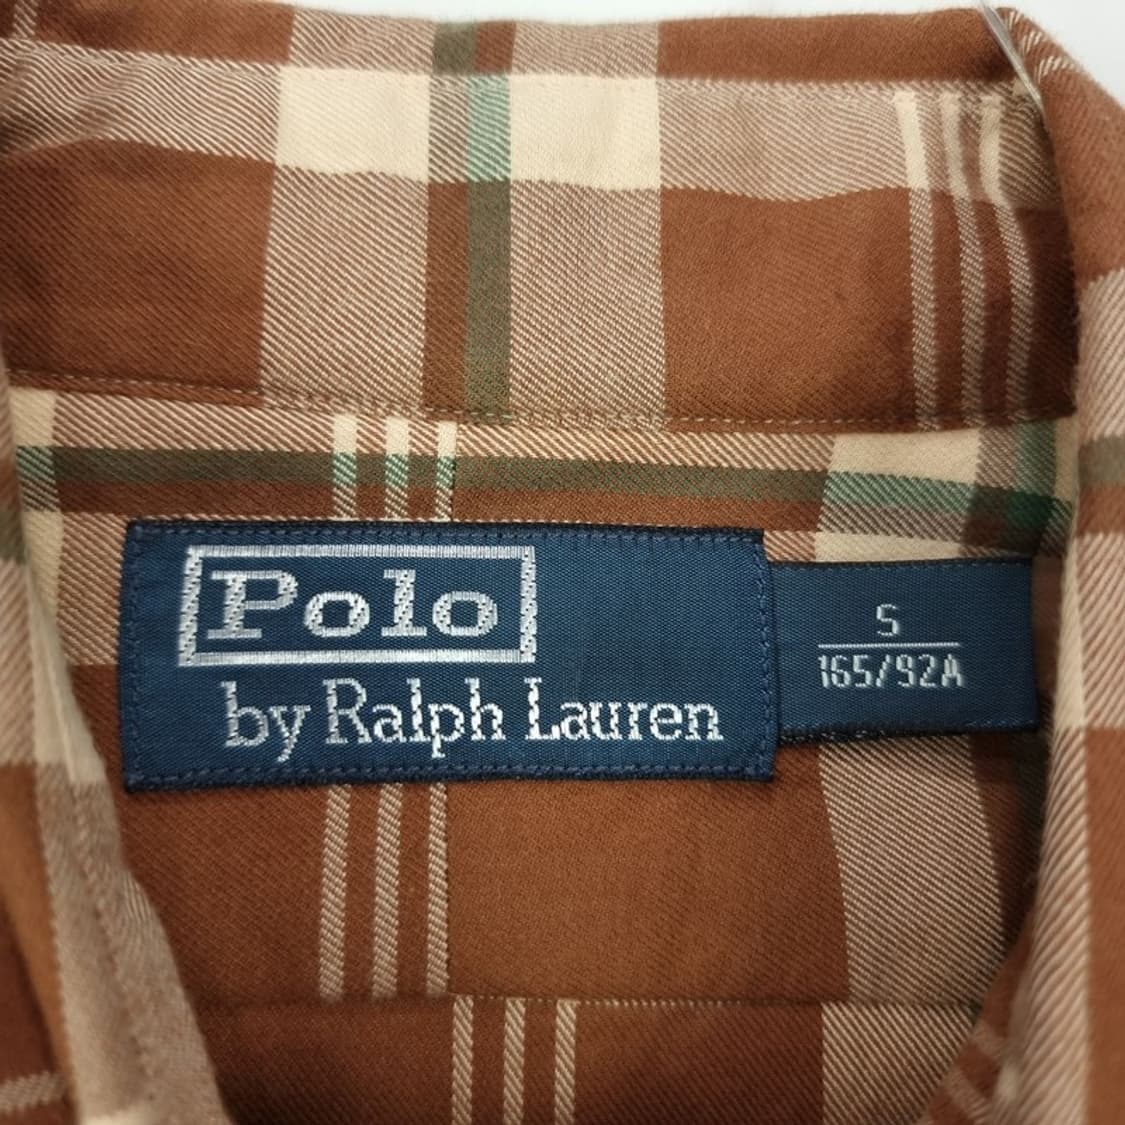 Polo
by Ralph Lauren
S
165/92A